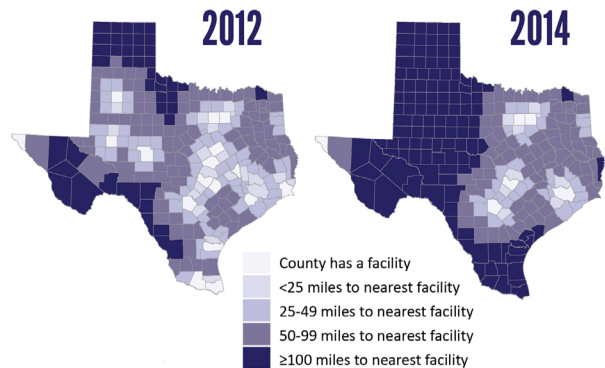 2012
2014
County has a facility
<25 miles to nearest facility
25-49 miles to nearest facility
50-99 miles to nearest facility
≥100 miles to nearest facility